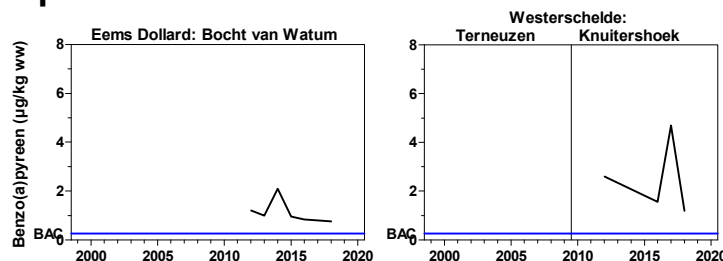 Westerschelde:
Eems Dollard: Bocht van Watum
Terneuzen Knuitershoek
Benzo(a)pyreen (µg/kg ww)
8
6
4
2
0
BAC
2000 2005 2010 2015 2020
8
6
4
2
0
BAC
2000 2005 2010 2015 2020